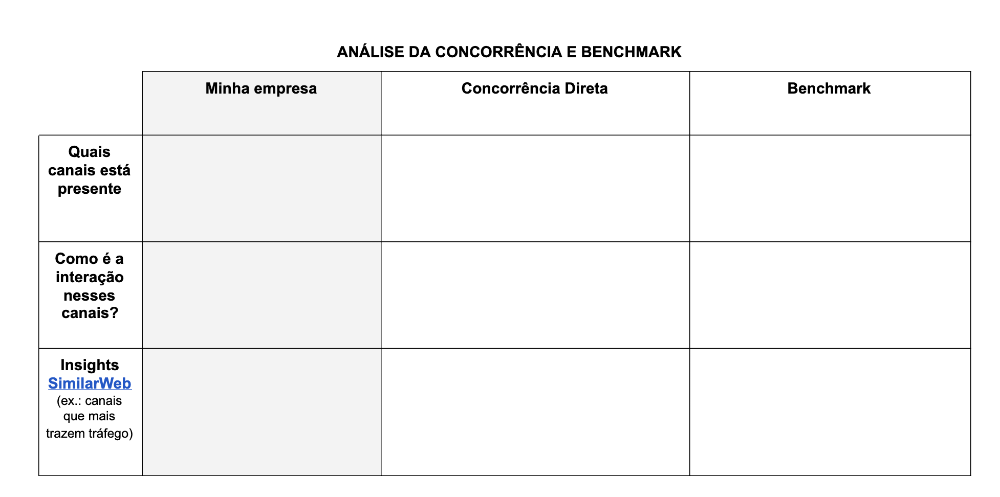 ANÁLISE DA CONCORRÊNCIA E BENCHMARK
Minha empresa
Concorrência Direta
Benchmark
Quais
canais está
presente
Como é a
interação
nesses
canais?
Insights
SimilarWeb
(ex.: canais
que mais
trazem tráfego)